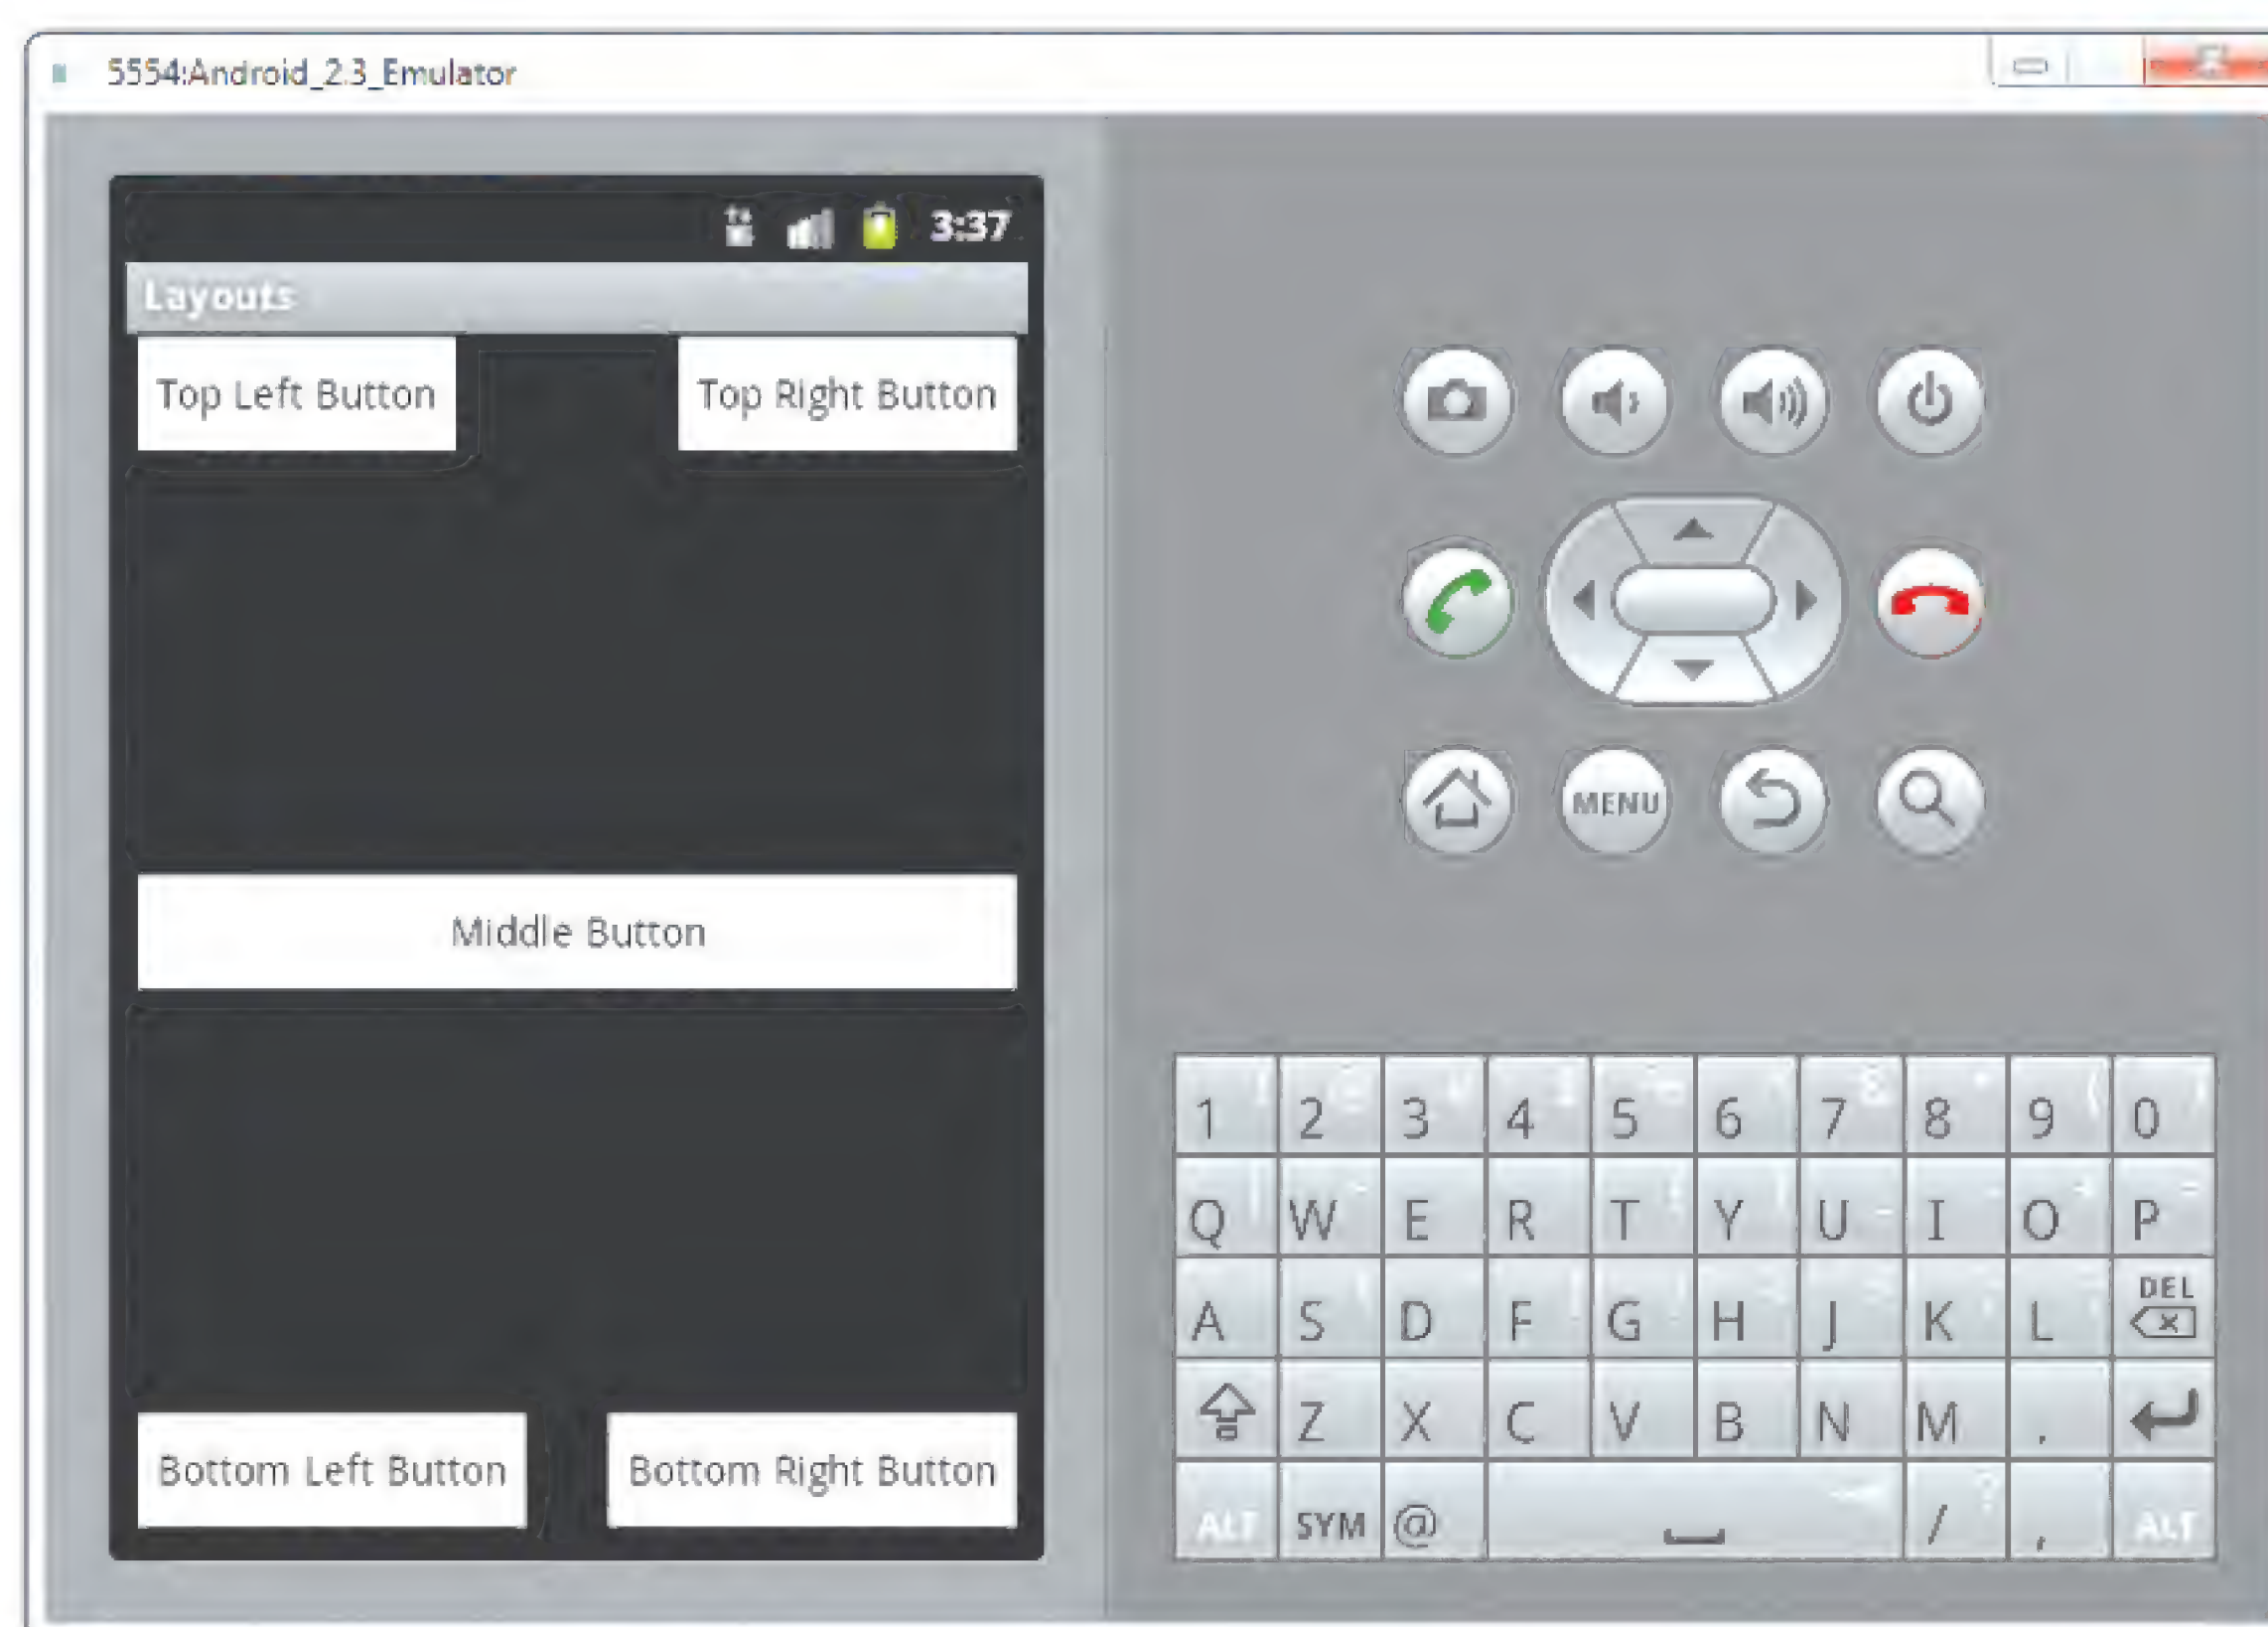 5554:Android_2.3_Emulator
3:37
Layouts
Top Left Button Top Right Button
Middle Button
Bottom Left Button Bottom Right Button
MENU
1 2 3 4 5 6 7 8 9 0
Q W E R T Y U I O P
A S D F G H J K L DEL
Z X C V B N M .
ALT SYM @ / , ALT